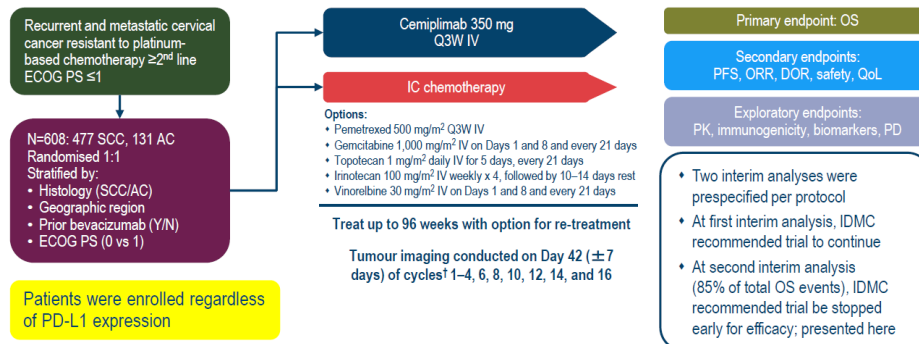 Recurrent and metastatic cervical
cancer resistant to platinum-
based chemotherapy ≥2nd line
ECOG PS ≤1
N=608: 477 SCC, 131 AC
Randomised 1:1
Stratified by:
• Histology (SCC/AC)
• Geographic region
• Prior bevacizumab (Y/N)
• ECOG PS (0 vs 1)
Patients were enrolled regardless
of PD-L1 expression
Cemiplimab 350 mg
Q3W IV
IC chemotherapy
Options:
• Pemetrexed 500 mg/m² Q3W IV
• Gemcitabine 1,000 mg/m² IV on Days 1 and 8 and every 21 days
• Topotecan 1 mg/m² daily IV for 5 days, every 21 days
• Irinotecan 100 mg/m² IV weekly x 4, followed by 10–14 days rest
• Vinorelbine 30 mg/m² IV on Days 1 and 8 and every 21 days
Treat up to 96 weeks with option for re-treatment
Tumour imaging conducted on Day 42 (±7
days) of cycles† 1–4, 6, 8, 10, 12, 14, and 16
Primary endpoint: OS
Secondary endpoints:
PFS, ORR, DOR, safety, QoL
Exploratory endpoints:
PK, immunogenicity, biomarkers, PD
• Two interim analyses were
prespecified per protocol
• At first interim analysis, IDMC
recommended trial to continue
• At second interim analysis
(85% of total OS events), IDMC
recommended trial be stopped
early for efficacy; presented here